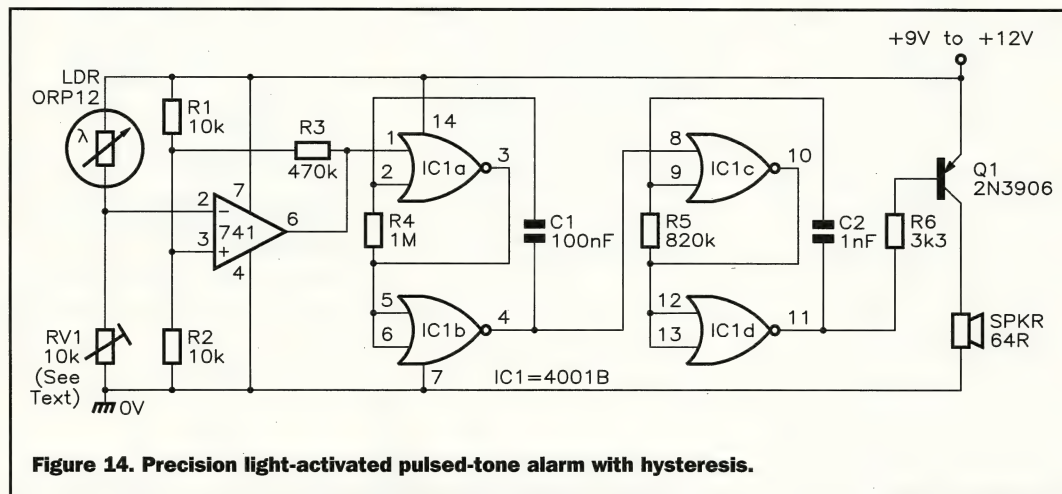 +9V to +12V
LDR
ORP12
λ
R1
10k
R3
470k
14
1
2
IC1a
3
8
9
IC1c
10
Q1
2N3906
2
3
−
+
741
7
6
4
R4
1M
C1
100nF
R5
820k
C2
1nF
R6
3k3
RV1
10k
(See
Text)
R2
10k
5
6
IC1b
4
7
12
13
IC1d
11
SPKR
64R
IC1=4001B
0V
Figure 14. Precision light-activated pulsed-tone alarm with hysteresis.